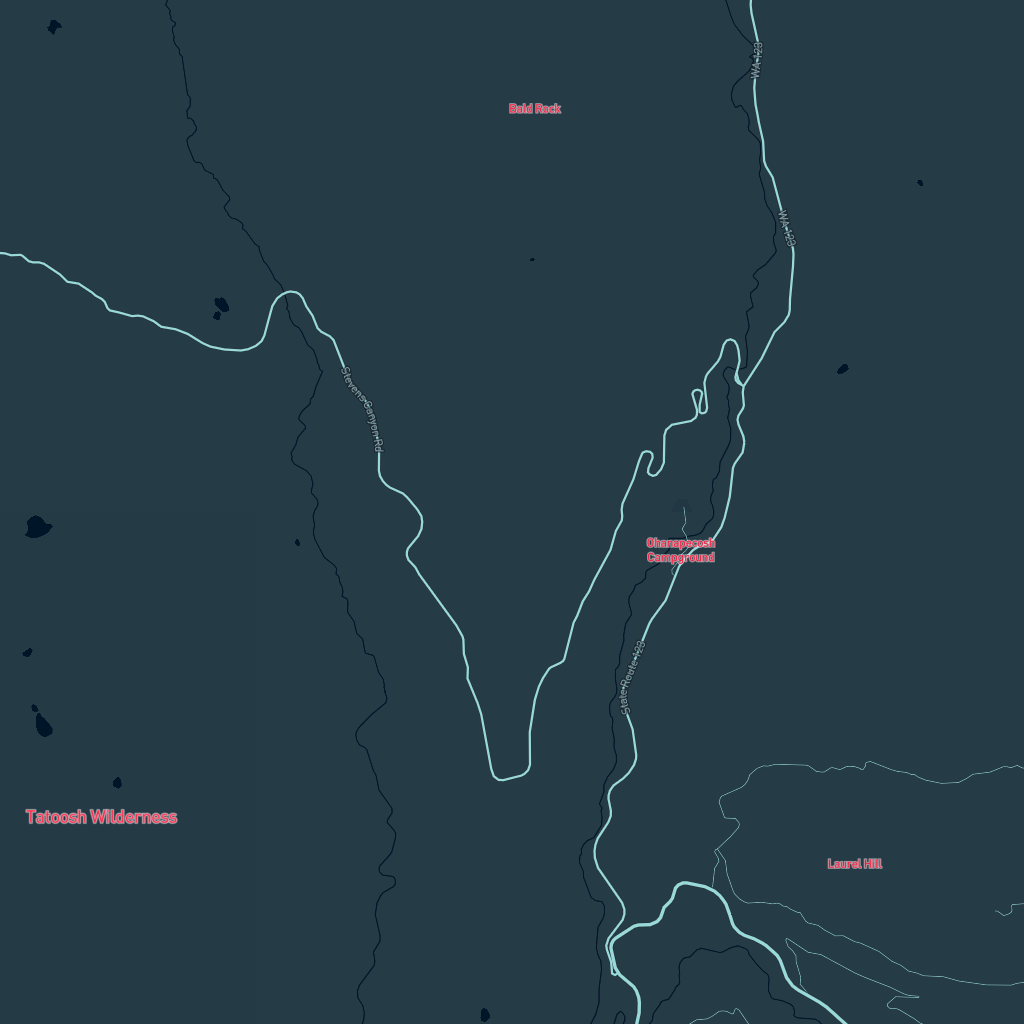 WA 123
Bald Rock
WA 123
Stevens Canyon Rd
Ohanapecosh
Campground
State Route 123
Tatoosh Wilderness
Laurel Hill